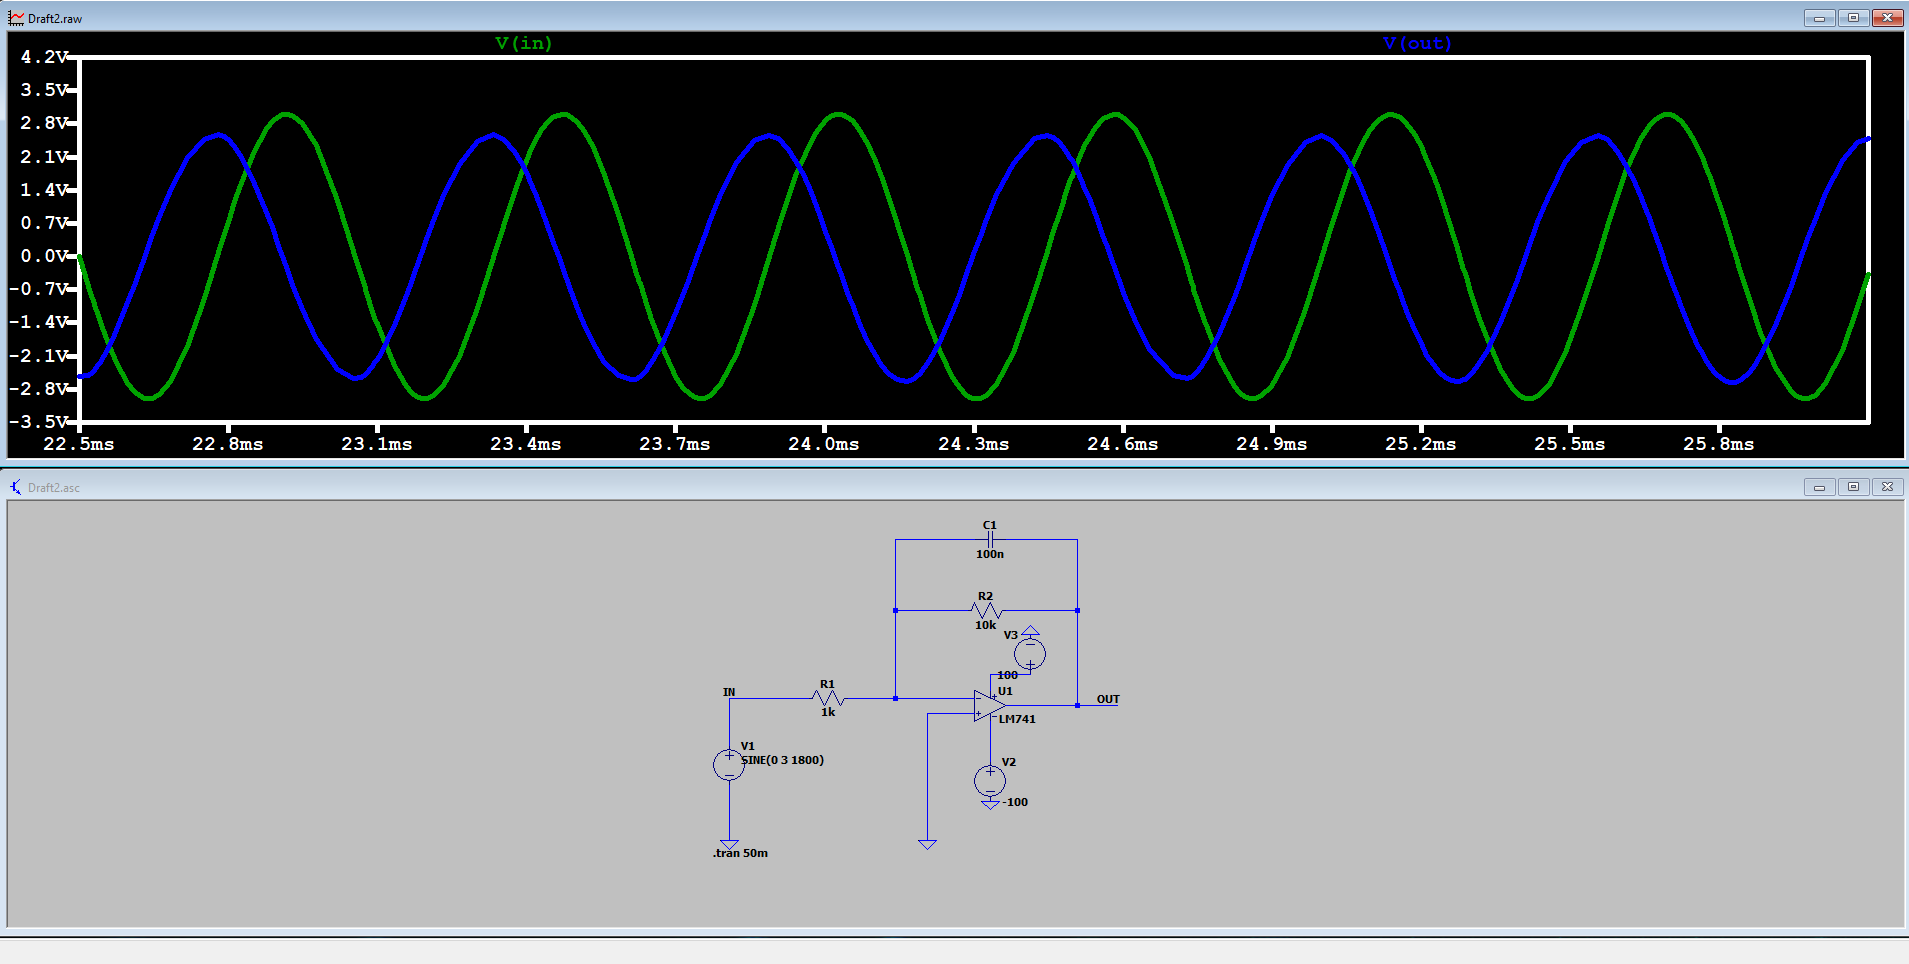 Draft2.raw
V(in) V(out)
4.2V
3.5V
2.8V
2.1V
1.4V
0.7V
0.0V
-0.7V
-1.4V
-2.1V
-2.8V
-3.5V
22.5ms 22.8ms 23.1ms 23.4ms 23.7ms 24.0ms 24.3ms 24.6ms 24.9ms 25.2ms 25.5ms 25.8ms
Draft2.asc
C1
100n
R2
10k
V3
100
U1
LM741
IN
R1
1k
OUT
V1
SINE(0 3 1800)
V2
-100
.tran 50m